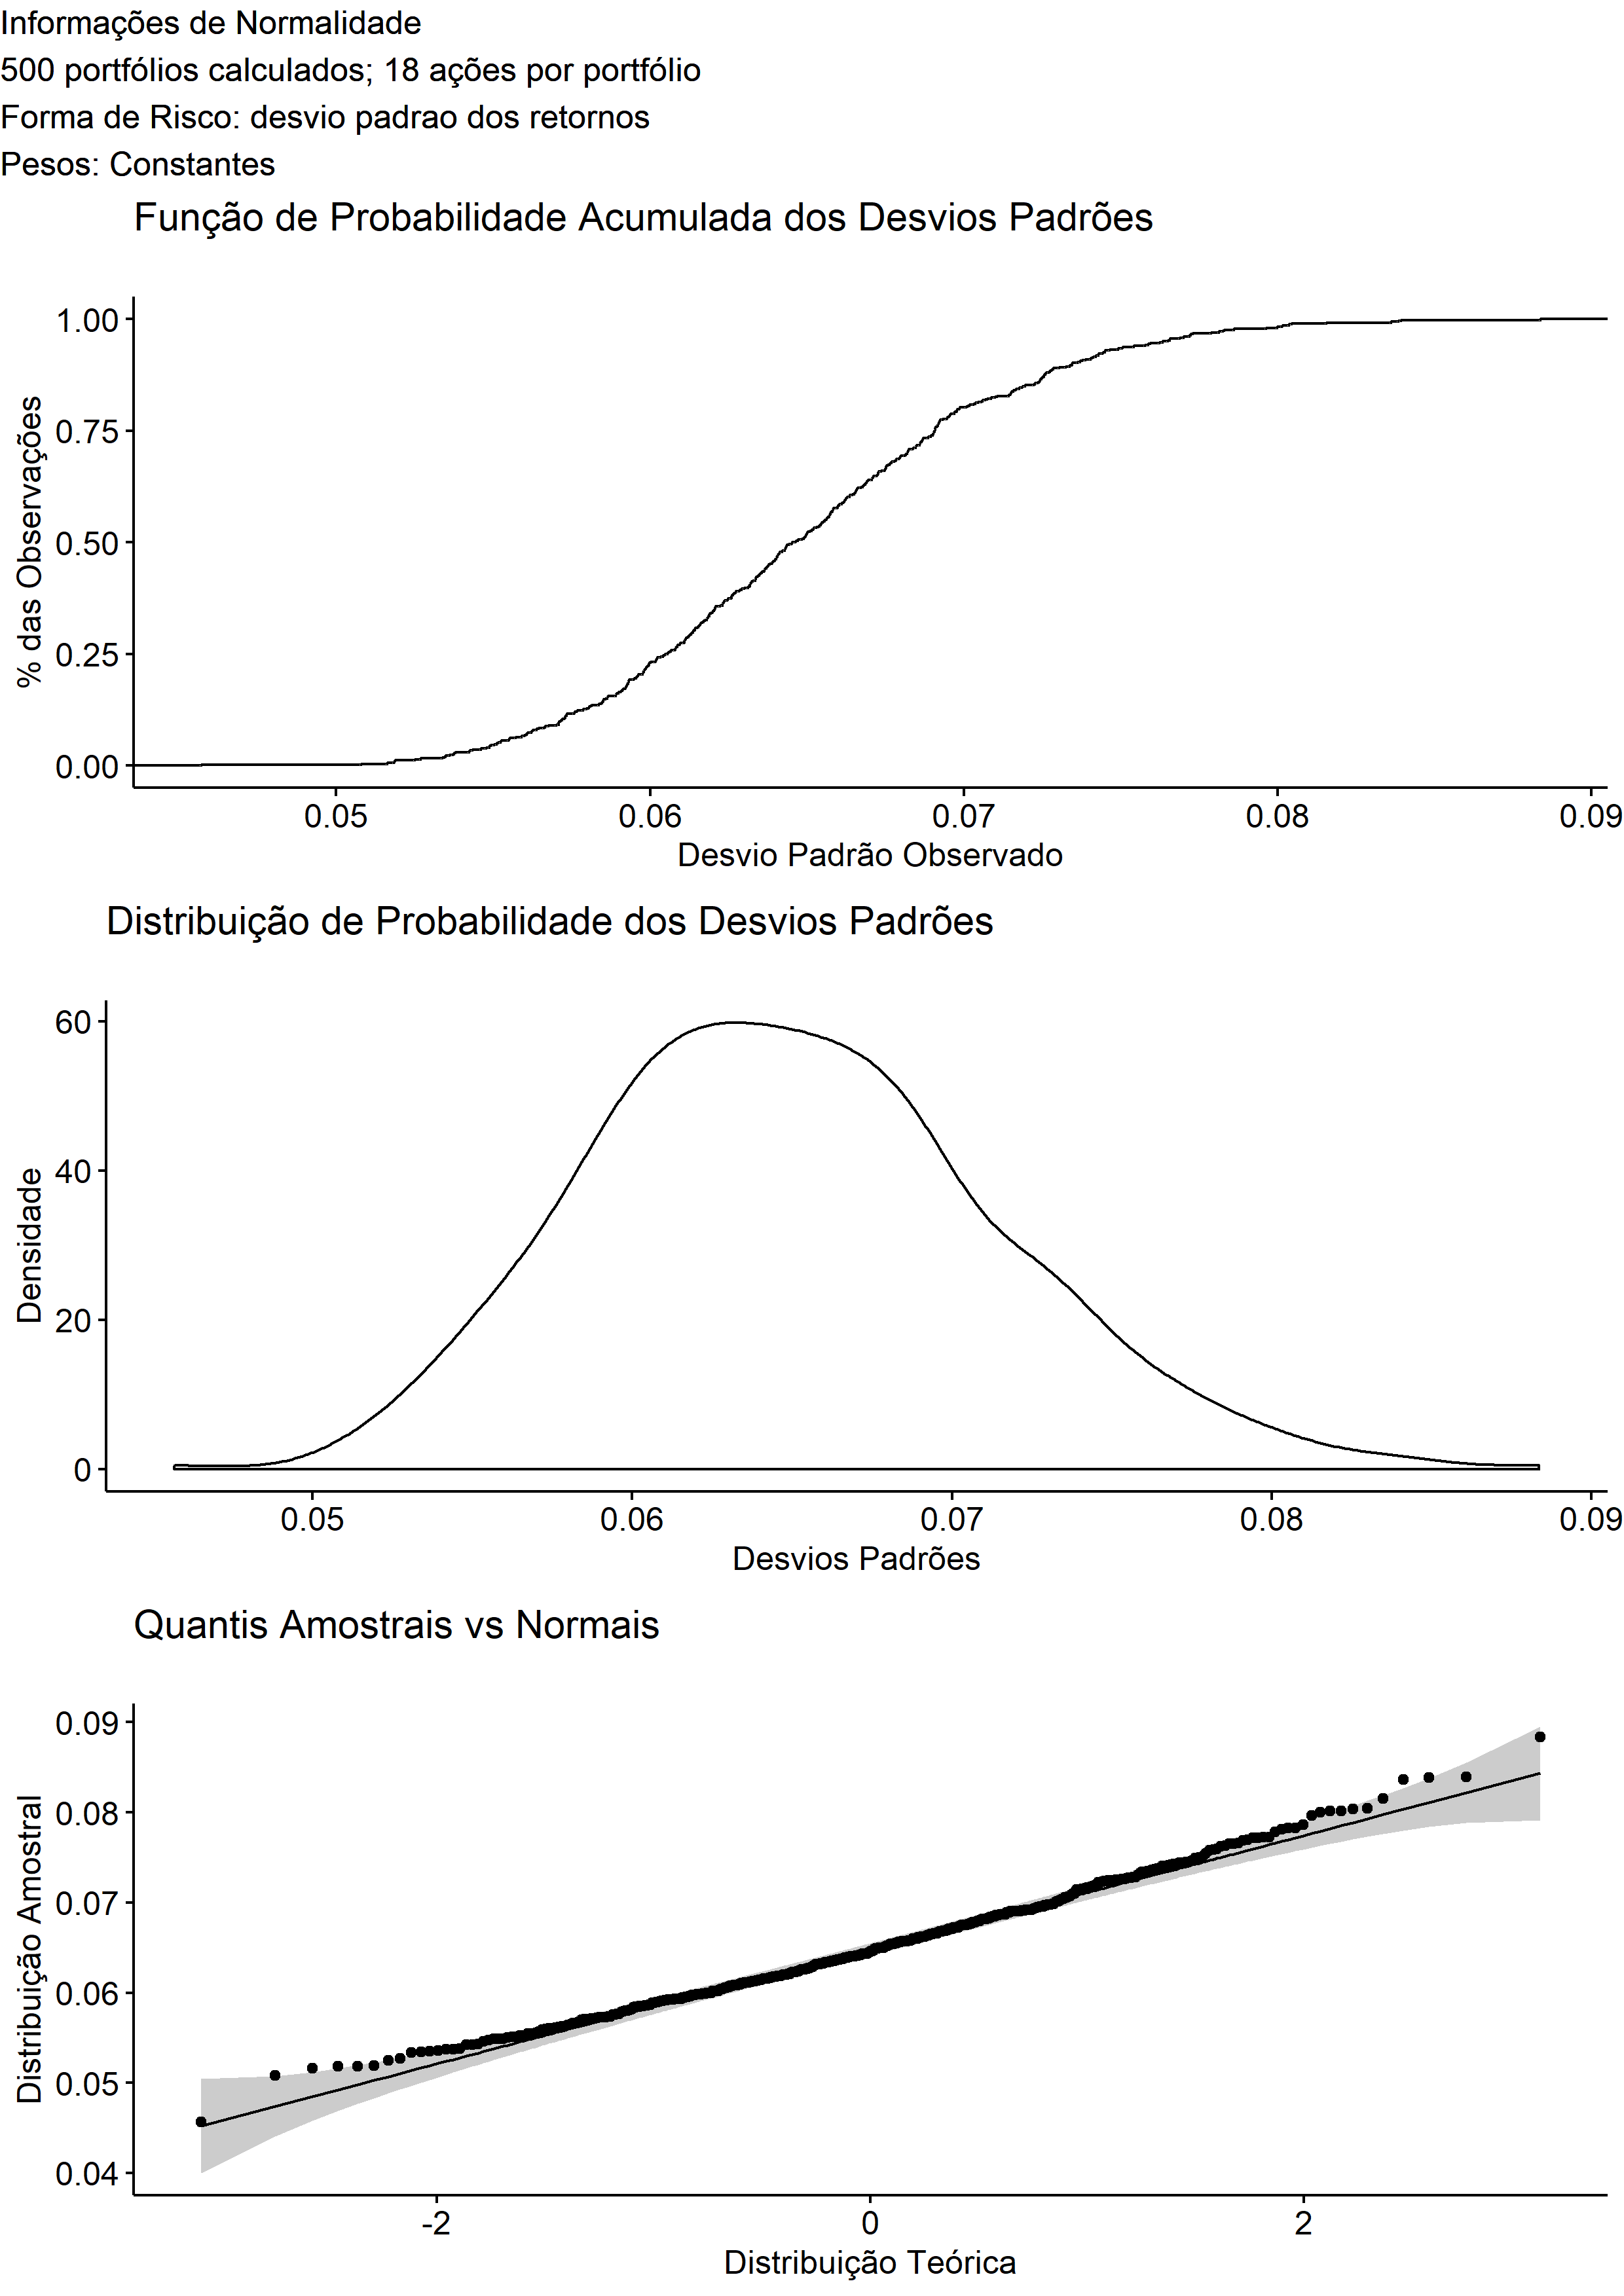 Informações de Normalidade
500 portfólios calculados; 18 ações por portfólio
Forma de Risco: desvio padrao dos retornos
Pesos: Constantes
Função de Probabilidade Acumulada dos Desvios Padrões
% das Observações
1.00
0.75
0.50
0.25
0.00
0.05 0.06 0.07 0.08 0.09
Desvio Padrão Observado
Distribuição de Probabilidade dos Desvios Padrões
Densidade
60
40
20
0
0.05 0.06 0.07 0.08 0.09
Desvios Padrões
Quantis Amostrais vs Normais
Distribuição Amostral
0.09
0.08
0.07
0.06
0.05
0.04
-2 0 2
Distribuição Teórica